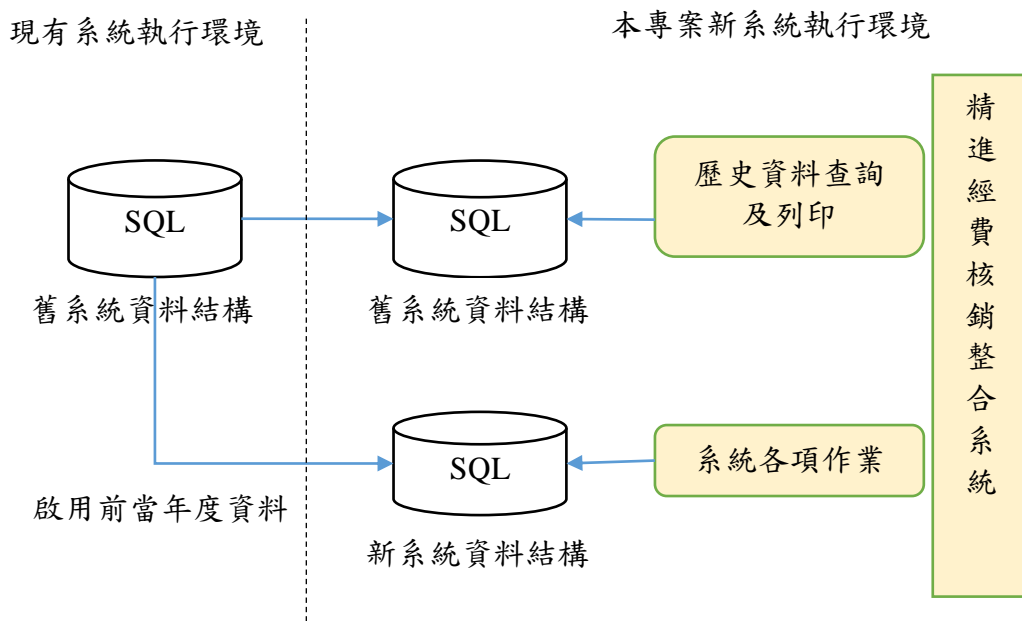 現有系統執行環境
本專案新系統執行環境
SQL
舊系統資料結構
SQL
舊系統資料結構
歷史資料查詢
及列印
啟用前當年度資料
SQL
新系統資料結構
系統各項作業
精進經費核銷整合系統